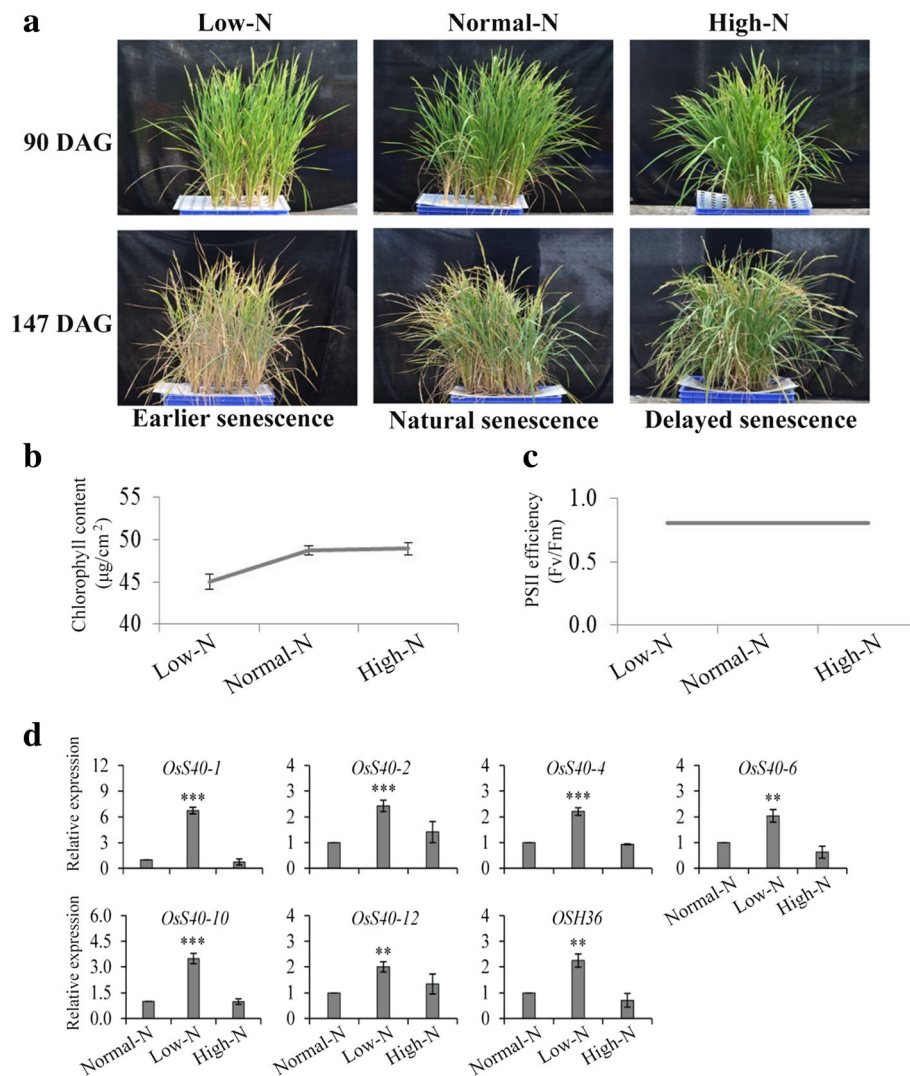 a
Low-N Normal-N High-N
90 DAG
147 DAG
Earlier senescence Natural senescence Delayed senescence
b
Chlorophyll content
(µg/cm²)
55
50
45
40
Low-N
Normal-N
High-N
c
PSII efficiency
(Fv/Fm)
1.0
0.5
0.0
Low-N
Normal-N
High-N
d
Relative expression
12
9
6
3
0
OsS40-1
***
4
3
2
1
0
OsS40-2
***
4
3
2
1
0
OsS40-4
***
4
3
2
1
0
OsS40-6
**
Normal-N
Low-N
High-N
Relative expression
6.0
4.5
3.0
1.5
0.0
OsS40-10
***
Normal-N
Low-N
High-N
4
3
2
1
0
OsS40-12
**
Normal-N
Low-N
High-N
4
3
2
1
0
OSH36
**
Normal-N
Low-N
High-N